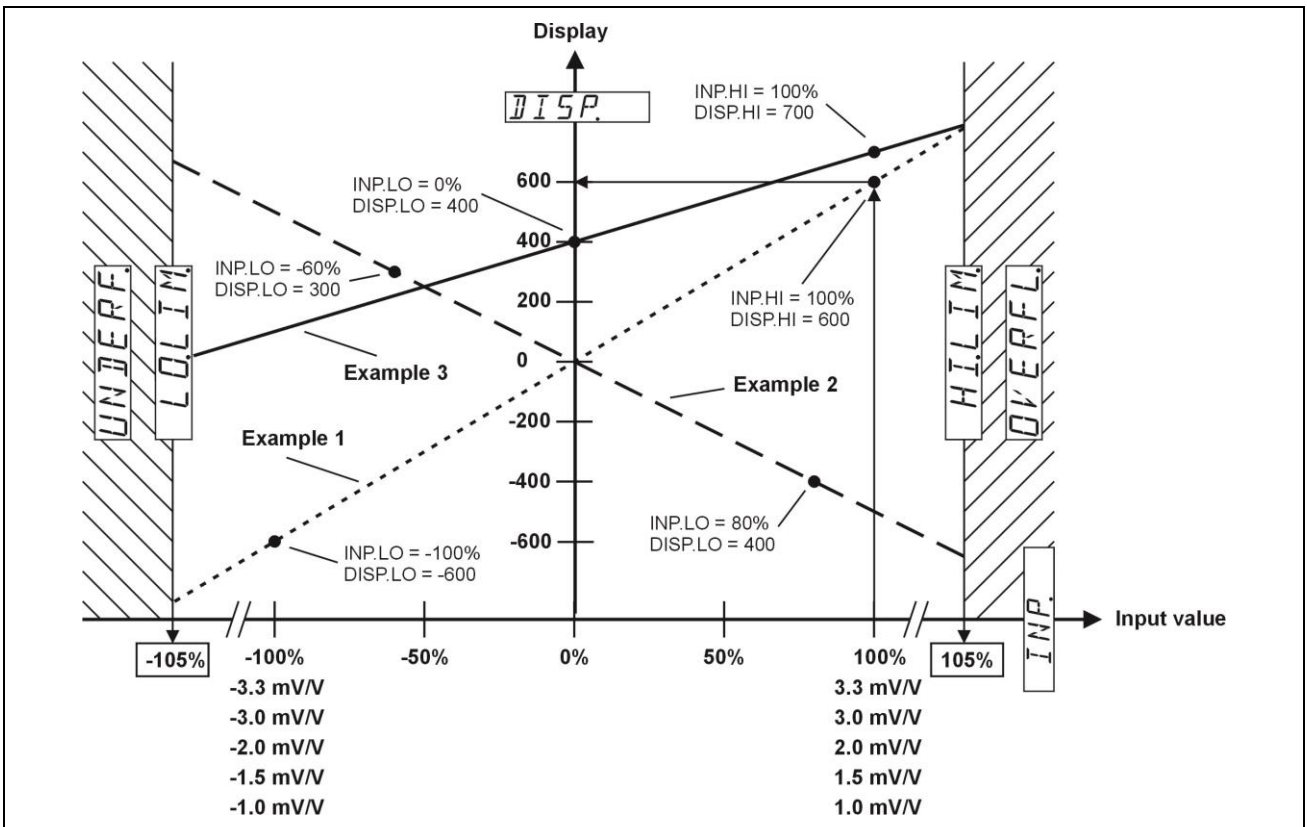 Display
DISP.
INP.HI = 100%
DISP.HI = 700
INP.LO = 0%
DISP.LO = 400
600
400
INP.LO = -60%
DISP.LO = 300
INP.HI = 100%
DISP.HI = 600
200
UNDERF.
LO.LIM.
HI.LIM.
OVERFL.
0
Example 3
Example 2
-200
Example 1
-400
INP.LO = 80%
DISP.LO = 400
-600
INP.LO = -100%
DISP.LO = -600
INP.
Input value
-105% -100% -50% 0% 50% 100% 105%
-3.3 mV/V 3.3 mV/V
-3.0 mV/V 3.0 mV/V
-2.0 mV/V 2.0 mV/V
-1.5 mV/V 1.5 mV/V
-1.0 mV/V 1.0 mV/V